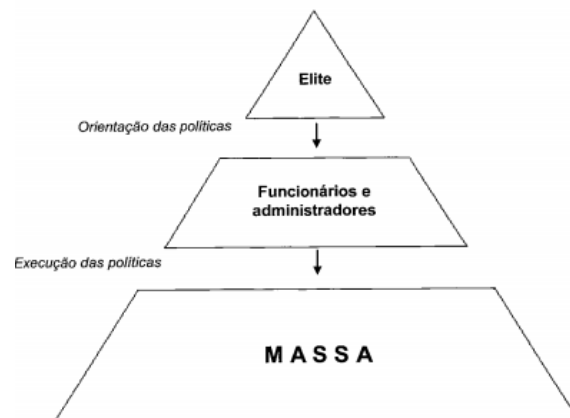 Elite
Orientação das políticas
Funcionários e
administradores
Execução das políticas
MASSA